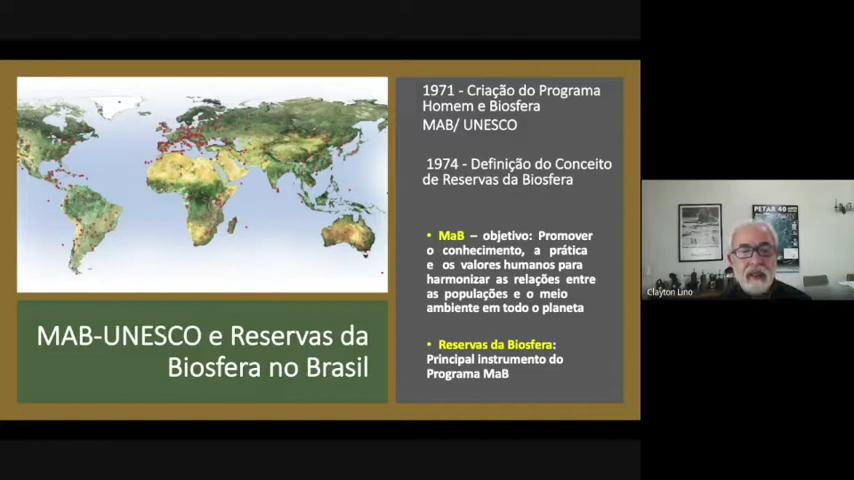 MAB-UNESCO e Reservas da
Biosfera no Brasil
1971 - Criação do Programa
Homem e Biosfera
MAB/ UNESCO
1974 - Definição do Conceito
de Reservas da Biosfera
• MaB – objetivo: Promover
o conhecimento, a prática
e os valores humanos para
harmonizar as relações entre
as populações e o meio
ambiente em todo o planeta
• Reservas da Biosfera:
Principal instrumento do
Programa MaB
PETAR 40
Clayton Lino